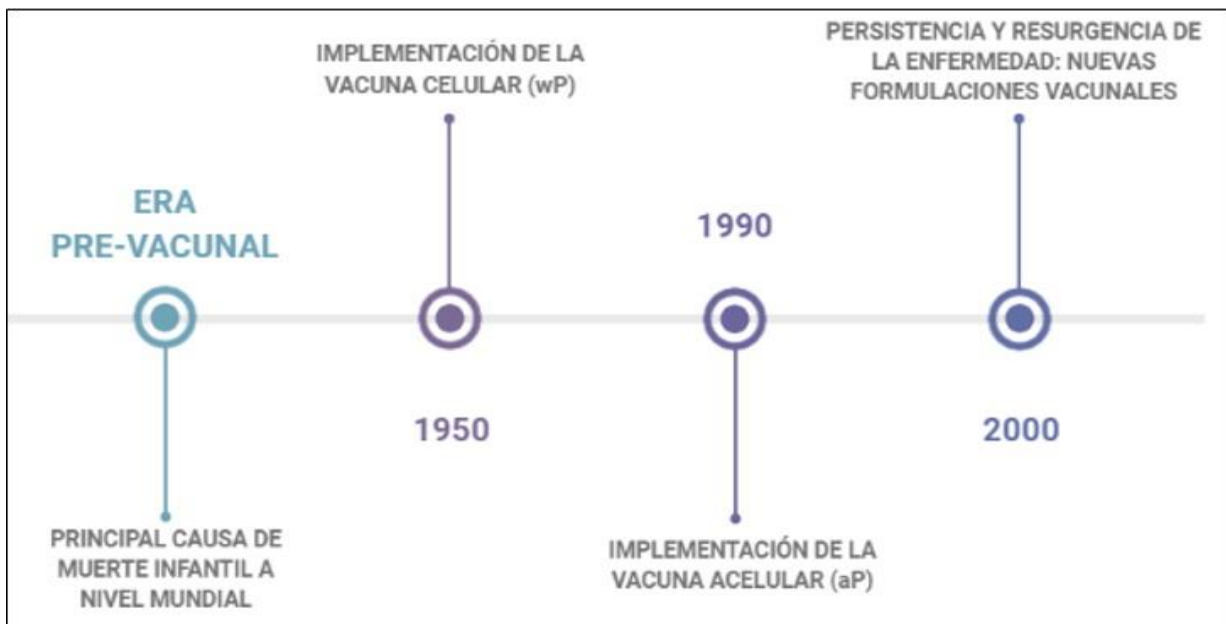 ERA
PRE-VACUNAL
PRINCIPAL CAUSA DE
MUERTE INFANTIL A
NIVEL MUNDIAL
IMPLEMENTACIÓN DE LA
VACUNA CELULAR (wP)
1950
1990
IMPLEMENTACIÓN DE LA
VACUNA ACELULAR (aP)
PERSISTENCIA Y RESURGENCIA DE
LA ENFERMEDAD: NUEVAS
FORMULACIONES VACUNALES
2000